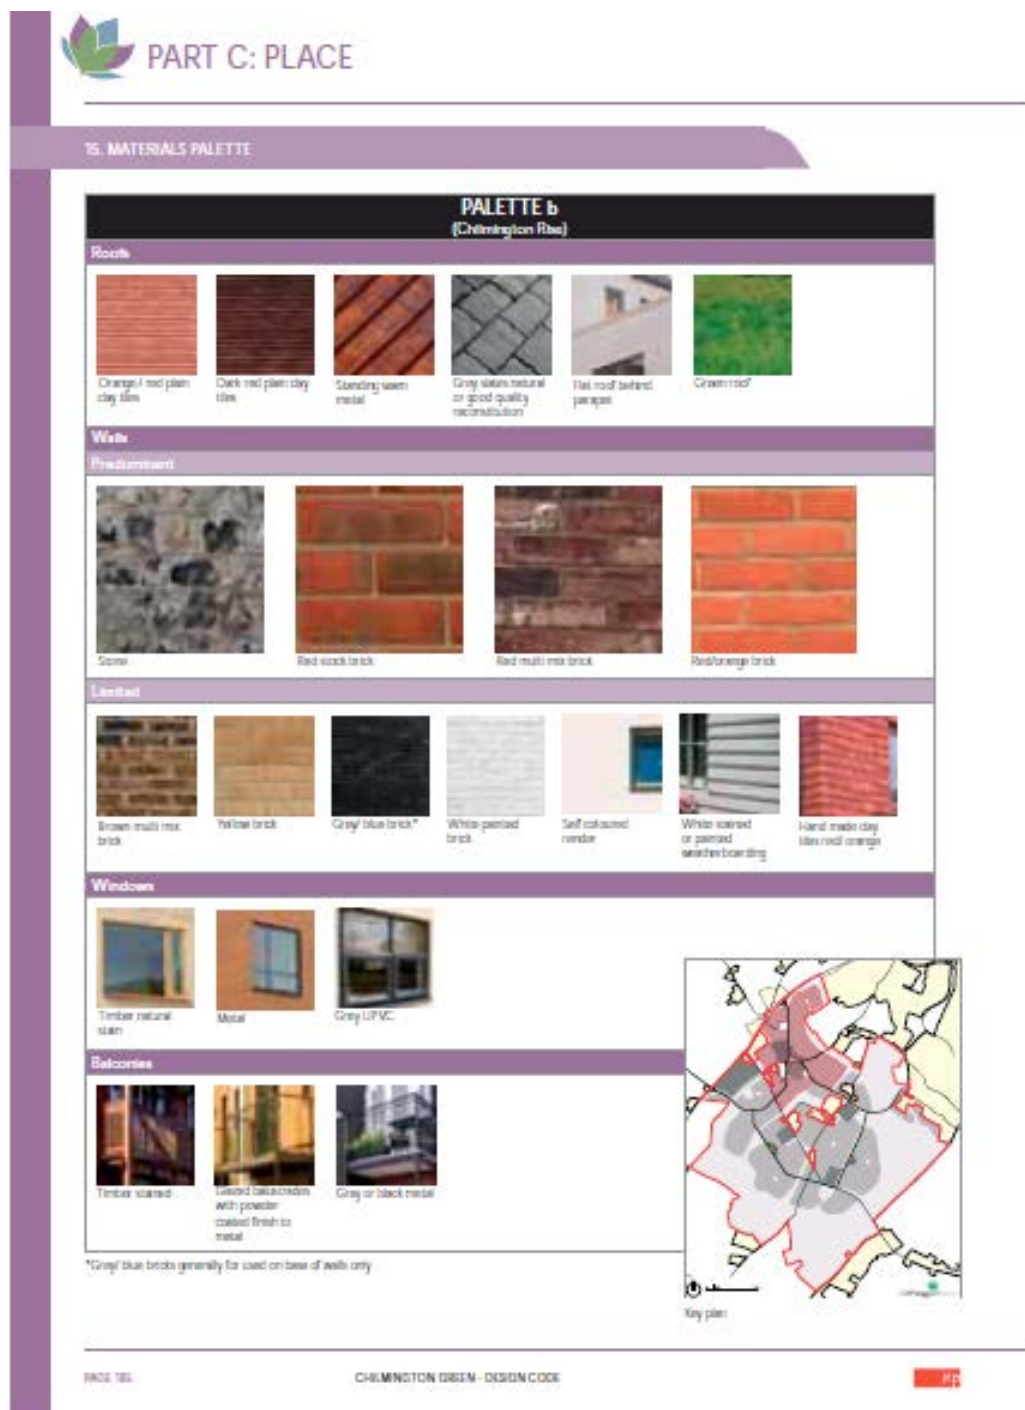 PART C: PLACE
15. MATERIALS PALETTE
PALETTE b
(Chilmington Rise)
Roofs
Orange / red plain
clay tiles
Dark red plain clay
tiles
Standing seam
metal
Grey slates natural
or good quality
reconstitution
Flat roof behind
parapet
Green roof
Walls
Predominant
Stone
Red stock brick
Red multi mix brick
Red/orange brick
Limited
Brown multi mix
brick
Yellow brick
Grey/ blue brick*
White painted
brick
Self coloured
render
White stained
or painted
weatherboarding
Hand made clay
tiles red/ orange
Windows
Timber natural
stain
Metal
Grey UPVC
Balconies
Timber stained
Glazed balustrades
with powder
coated finish to
metal
Grey or black metal
*Grey/ blue bricks generally for used on base of walls only
Key plan
PAGE 185
CHILMINGTON GREEN - DESIGN CODE